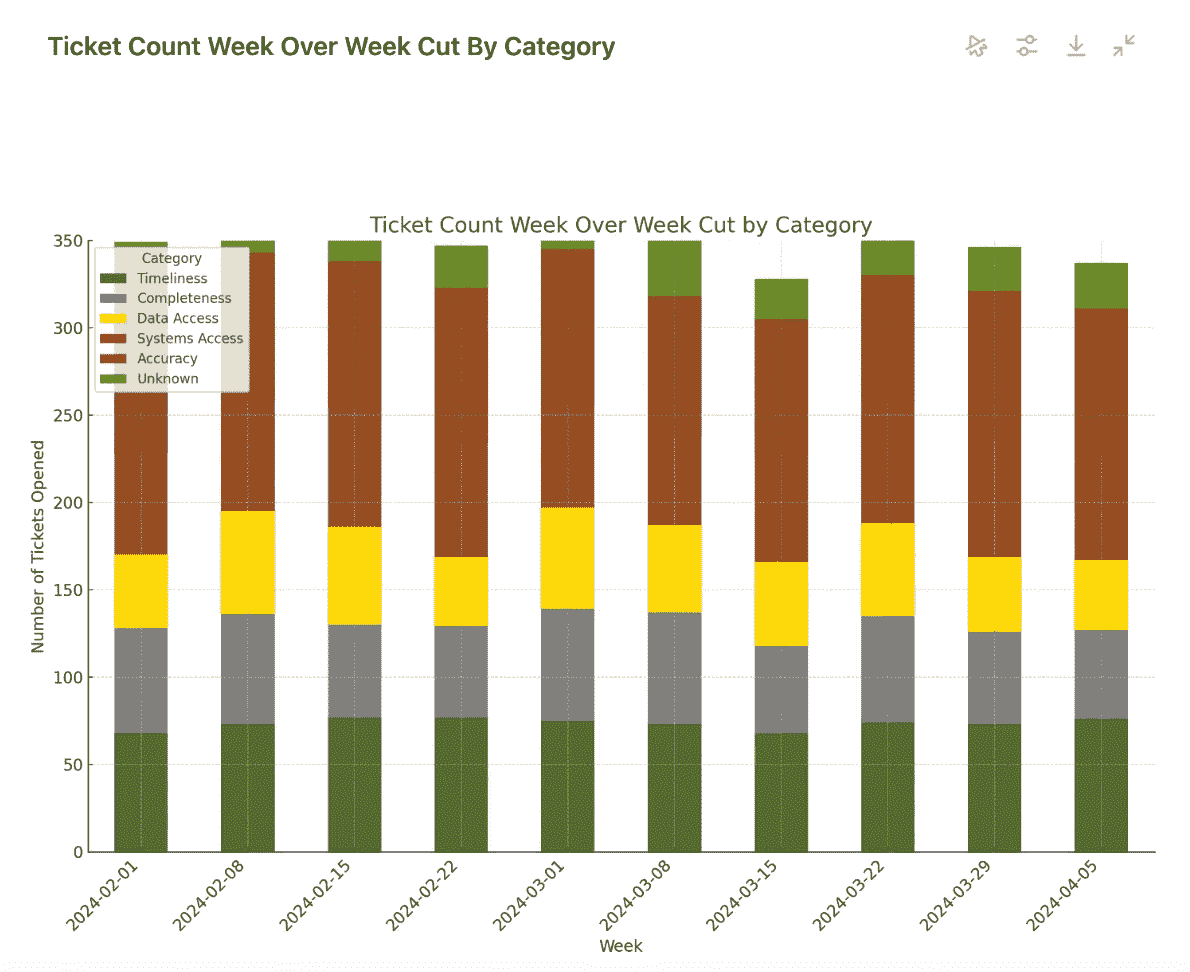 Ticket Count Week Over Week Cut By Category
Ticket Count Week Over Week Cut by Category
350
300
250
200
150
100
50
0
Number of Tickets Opened
Category
Timeliness
Completeness
Data Access
Systems Access
Accuracy
Unknown
2024-02-01
2024-02-08
2024-02-15
2024-02-22
2024-03-01
2024-03-08
2024-03-15
2024-03-22
2024-03-29
2024-04-05
Week